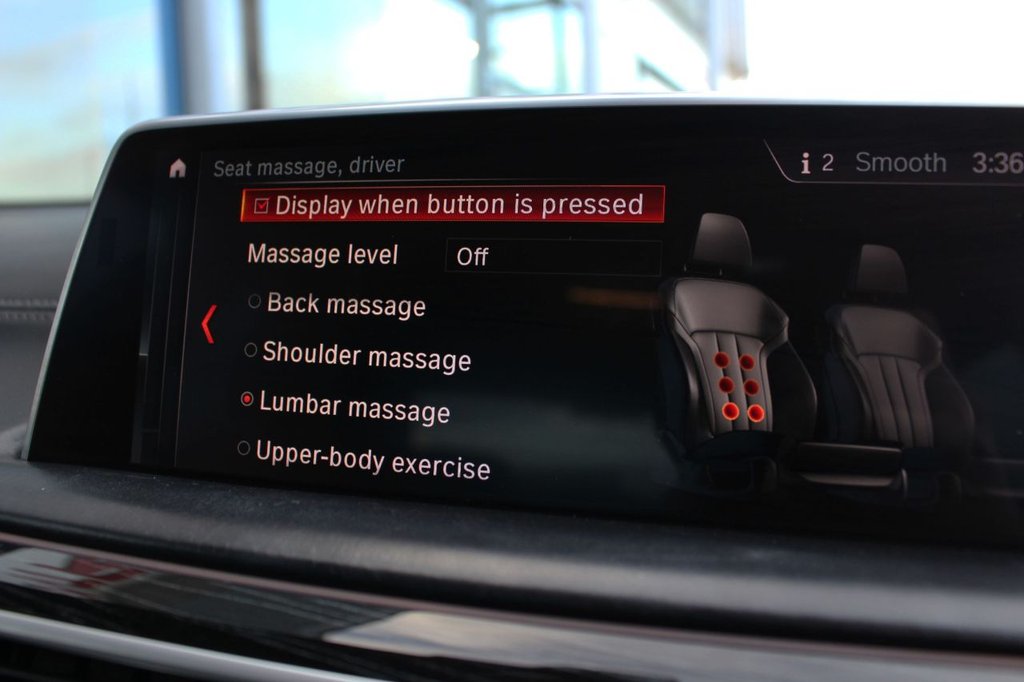 Seat massage, driver
i 2 Smooth 3:36
Display when button is pressed
Massage level Off
Back massage
Shoulder massage
Lumbar massage
Upper-body exercise